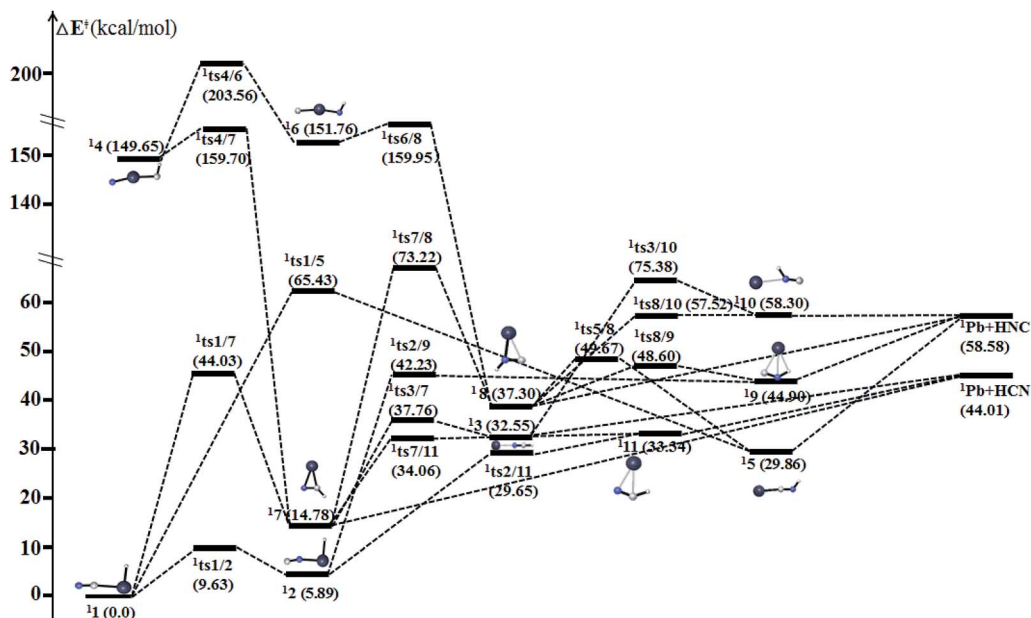 △E‡(kcal/mol)
200
150
140
60
50
40
30
20
10
0
¹ts4/6
(203.56)
¹4 (149.65)
¹ts4/7
(159.70)
¹6 (151.76)
¹ts6/8
(159.95)
¹ts7/8
(73.22)
¹ts3/10
(75.38)
¹ts1/5
(65.43)
¹ts8/10 (57.52)
¹10 (58.30)
¹Pb+HNC
(58.58)
¹ts1/7
(44.03)
¹ts2/9
(42.23)
¹ts5/8
(49.67)
¹ts8/9
(48.60)
¹ts3/7
(37.76)
¹8 (37.30)
¹9 (44.90)
¹Pb+HCN
(44.01)
¹3 (32.55)
¹ts7/11
(34.06)
¹11 (33.34)
¹5 (29.86)
¹ts2/11
(29.65)
¹7 (14.78)
¹ts1/2
(9.63)
¹2 (5.89)
¹1 (0.0)